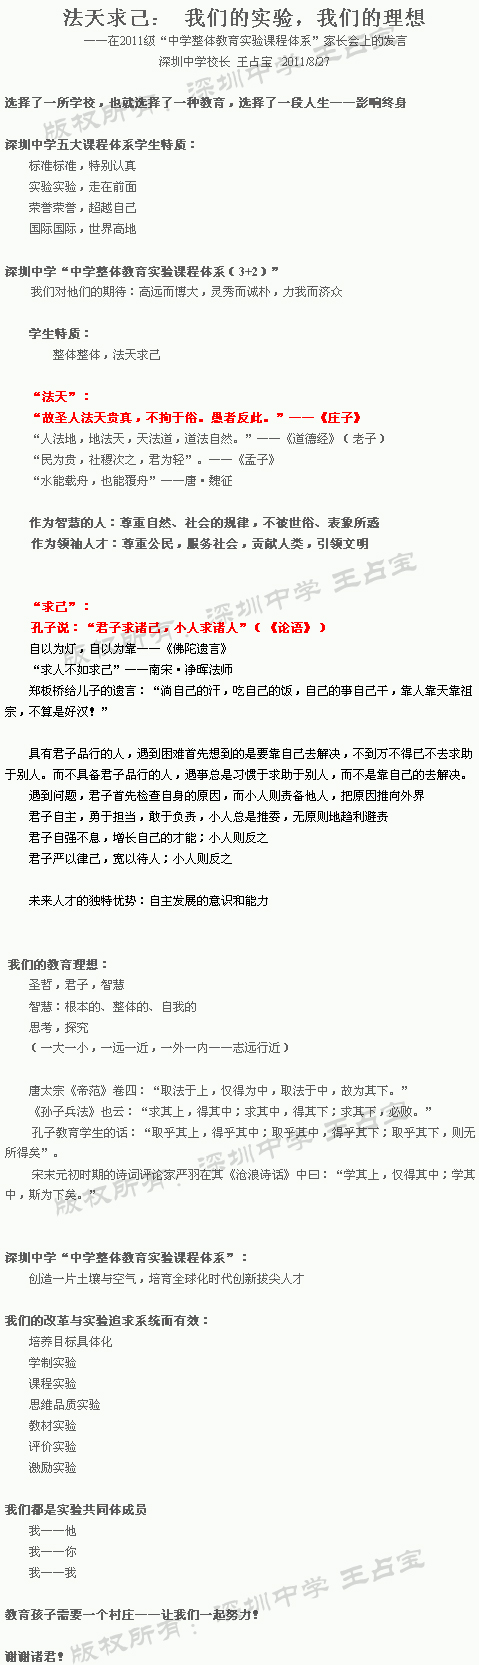 法天求己： 我们的实验，我们的理想
——在2011级“中学整体教育实验课程体系”家长会上的发言
深圳中学校长 王占宝 2011/8/27
选择了一所学校，也就选择了一种教育，选择了一段人生——影响终身
深圳中学五大课程体系学生特质：
标准标准，特别认真
实验实验，走在前面
荣誉荣誉，超越自己
国际国际，世界高地
深圳中学“中学整体教育实验课程体系（3+2）”
我们对他们的期待：高远而博大，灵秀而诚朴，力我而济众
学生特质：
整体整体，法天求己
“法天”：
“故圣人法天贵真，不拘于俗。愚者反此。”——《庄子》
“人法地，地法天，天法道，道法自然。”——《道德经》（老子）
“民为贵，社稷次之，君为轻”。——《孟子》
“水能载舟，也能覆舟”——唐·魏征
作为智慧的人：尊重自然、社会的规律，不被世俗、表象所惑
作为领袖人才：尊重公民，服务社会，贡献人类，引领文明
“求己”：
孔子说：“君子求诸己，小人求诸人”（《论语》）
自以为灯，自以为靠——《佛陀遗言》
“求人不如求己”——南宋·净晖法师
郑板桥给儿子的遗言：“淌自己的汗，吃自己的饭，自己的事自己干，靠人靠天靠祖
宗，不算是好汉！”
具有君子品行的人，遇到困难首先想到的是要靠自己去解决，不到万不得已不去求助
于别人。而不具备君子品行的人，遇事总是习惯于求助于别人，而不是靠自己的去解决。
遇到问题，君子首先检查自身的原因，而小人则责备他人，把原因推向外界
君子自主，勇于担当，敢于负责，小人总是推委，无原则地趋利避责
君子自强不息，增长自己的才能；小人则反之
君子严以律己，宽以待人；小人则反之
未来人才的独特优势：自主发展的意识和能力
我们的教育理想：
圣哲，君子，智慧
智慧：根本的、整体的、自我的
思考，探究
（一大一小，一远一近，一外一内——志远行近）
唐太宗《帝范》卷四：“取法于上，仅得为中，取法于中，故为其下。”
《孙子兵法》也云：“求其上，得其中；求其中，得其下；求其下，必败。”
孔子教育学生的话：“取乎其上，得乎其中；取乎其中，得乎其下；取乎其下，则无
所得矣”。
宋末元初时期的诗词评论家严羽在其《沧浪诗话》中曰：“学其上，仅得其中；学其
中，斯为下矣。”
深圳中学“中学整体教育实验课程体系”：
创造一片土壤与空气，培育全球化时代创新拔尖人才
我们的改革与实验追求系统而有效：
培养目标具体化
学制实验
课程实验
思维品质实验
教材实验
评价实验
激励实验
我们都是实验共同体成员
我——他
我——你
我——我
教育孩子需要一个村庄——让我们一起努力！
谢谢诸君！
版权所有：深圳中学 王占宝
版权所有：深圳中学 王占宝
版权所有：深圳中学 王占宝
版权所有：深圳中学 王占宝